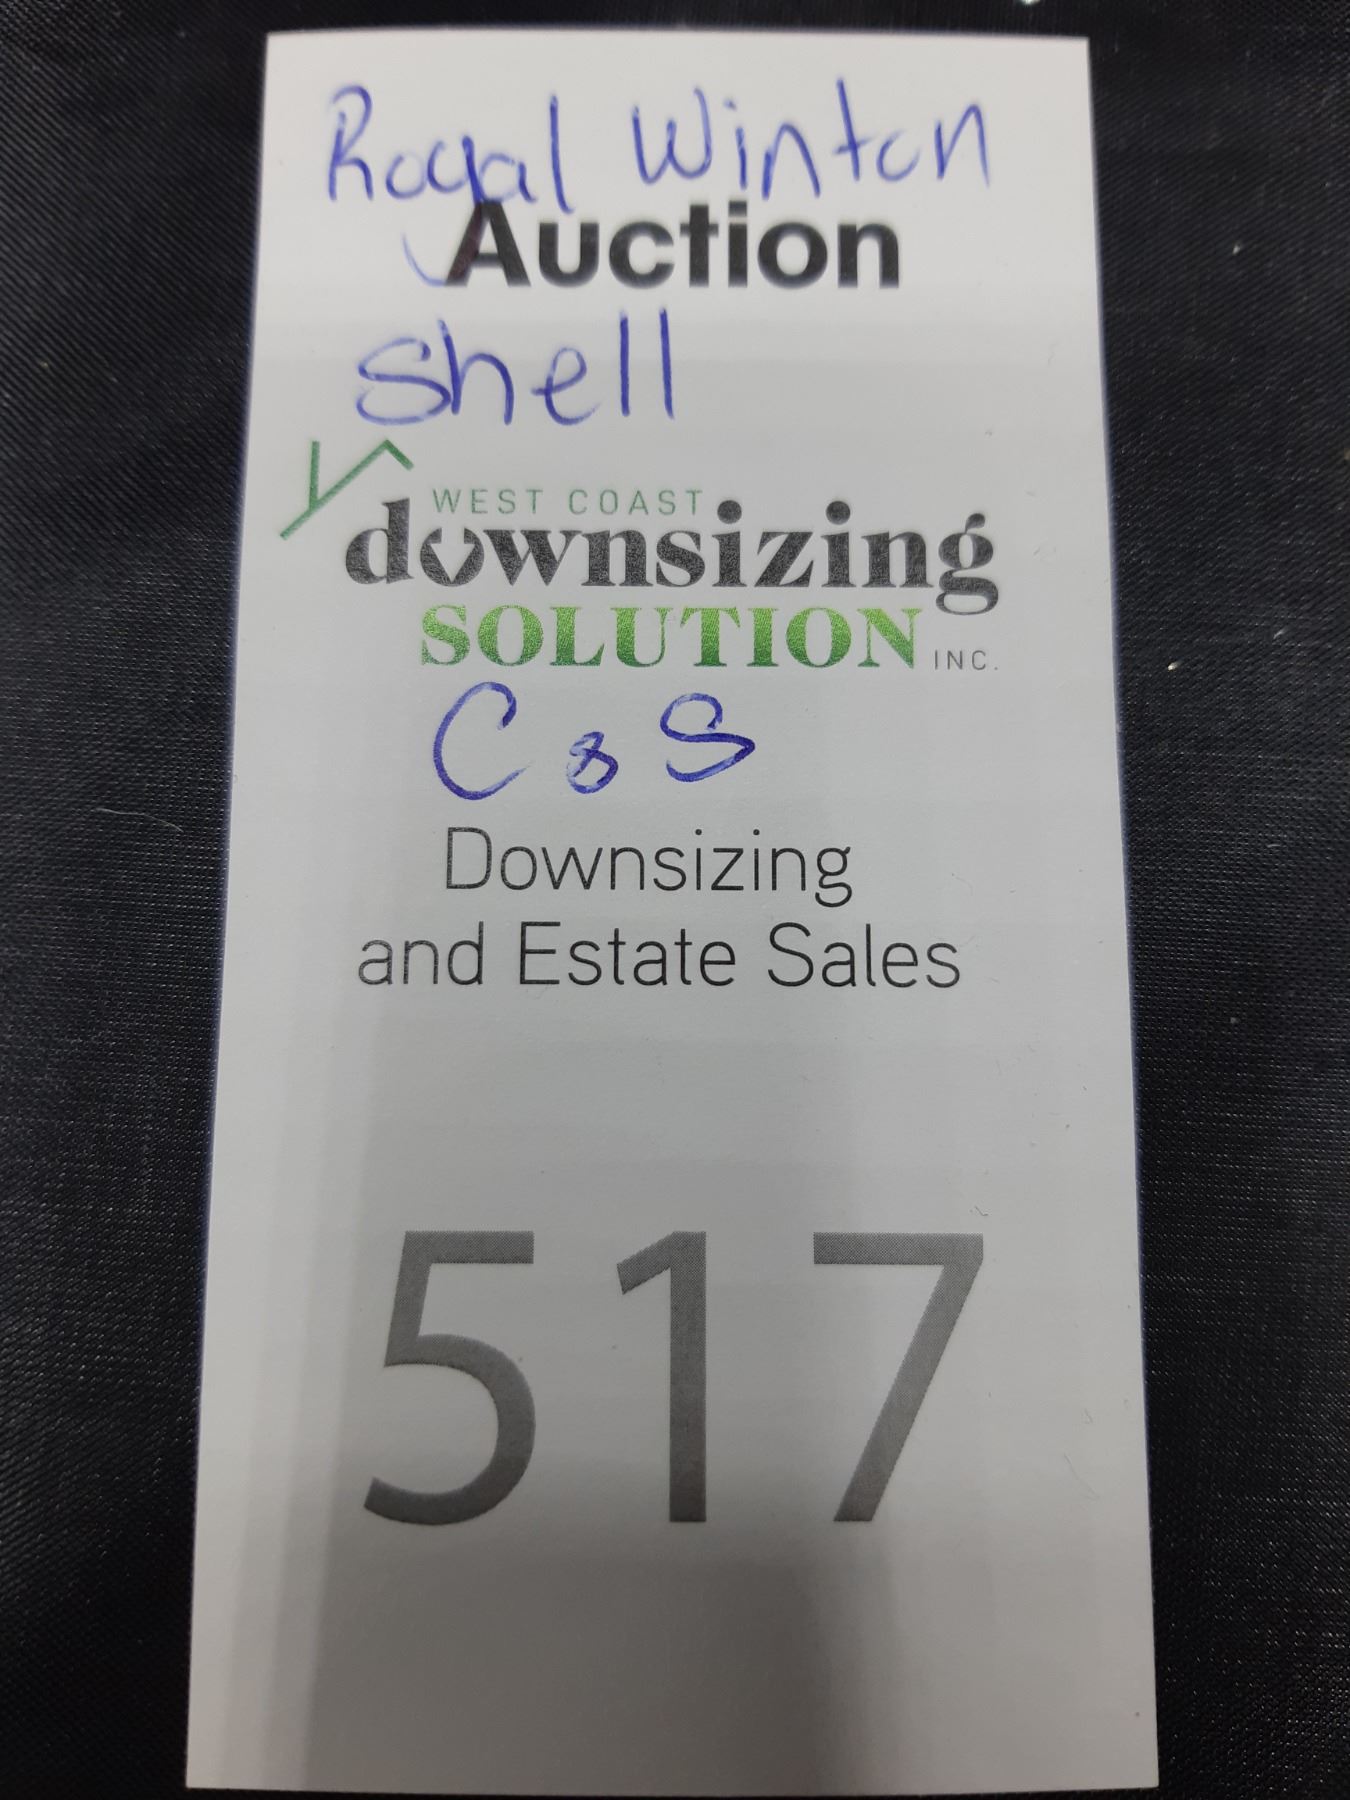 Royal Winton
Auction
Shell
WEST COAST
downsizing
SOLUTION INC.
C & S
Downsizing
and Estate Sales
517